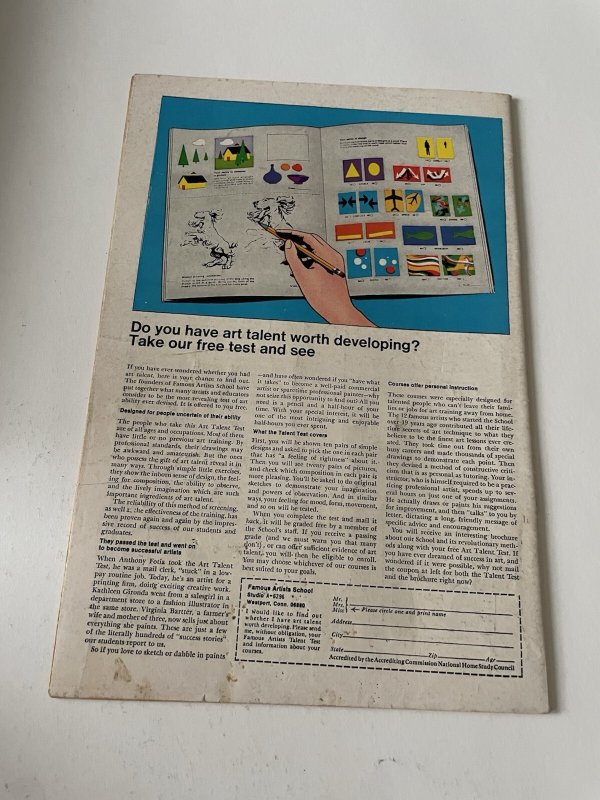 Do you have art talent worth developing?
Take our free test and see
If you have ever wondered whether you had
art talent, here is your chance to find out.
The founders of Famous Artists School have
put together what many artists and educators
consider to be the most revealing test of art
ability ever devised. It is offered to you free.
Designed for people uncertain of their ability
The people who take this Art Talent Test
are of all ages and occupations. Most of them
have little or no previous art training. By
professional standards, their drawings may
be awkward and amateurish. But the ones
who possess the gift of art talent reveal it in
many ways. Through simple little exercises,
they show the inborn sense of design, the feel-
ing for composition, the ability to observe,
and the lively imagination which are such
important ingredients of art talent.
The reliability of this method of screening,
as well as the effectiveness of the training, has
been proven again and again by the impres-
sive record of success of our students and
graduates.
They passed the test and went on
to become successful artists
When Anthony Fotia took the Art Talent
Test, he was a mail clerk, "stuck" in a low-
pay routine job. Today, he's an artist for a
printing firm, doing exciting creative work.
Kathleen Gironda went from a salesgirl in a
department store to a fashion illustrator in
the same store. Virginia Bartter, a farmer's
wife and mother of three, now sells just about
everything she paints. These are just a few
of the literally hundreds of "success stories"
our students report to us.
So if you love to sketch or dabble in paints
—and have often wondered if you "have what
it takes" to become a well-paid commercial
artist or sparetime professional painter—why
not seize this opportunity to find out? All you
need is a pencil and a half-hour of your
time. With your special interest, it will be
one of the most intriguing and enjoyable
half-hours you ever spent.
What the Talent Test covers
First, you will be shown ten pairs of simple
designs and asked to pick the one in each pair
that has "a feeling of rightness" about it.
Then you will see twenty pairs of pictures,
and check which composition in each pair is
more pleasing. You'll be asked to do original
sketches to demonstrate your imagination
and powers of observation. And in similar
ways, your feeling for mood, form, movement,
and so on will be tested.
When you complete the test and mail it
back, it will be graded free by a member of
the School's staff. If you receive a passing
grade (and we must warn you that many
don't) or can offer sufficient evidence of art
talent, you will then be eligible to enroll.
You may choose whichever of our courses is
best suited to your goals.
Courses offer personal instruction
These courses were especially designed for
talented people who can't leave their fami-
lies or jobs for art training away from home.
The 12 famous artists who started the School
over 19 years ago contributed all their life-
time secrets of art technique to what they
believe to be the finest art lessons ever cre-
ated. They took time out from their own
busy careers and made thousands of special
drawings to demonstrate each point. Then
they devised a method of constructive criti-
cism that is as personal as tutoring. Your in-
structor, who is himself required to be a prac-
ticing professional artist, spends up to sev-
eral hours on just one of your assignments.
He actually draws or paints his suggestions
for improvement, and then "talks" to you by
letter, dictating a long, friendly message of
specific advice and encouragement.
You will receive an interesting brochure
about our School and its revolutionary meth-
ods along with your free Art Talent Test. If
you have ever dreamed of success in art, and
wondered if it were possible, why not mail
the coupon at left for both the Talent Test
and the brochure right now?
Famous Artists School
Westport, Conn. 06880
I would like to find out
whether I have art talent
worth developing. Please send
me, without obligation, your
Famous Artists Talent Test
and information about your
courses.
Mr.
Mrs.
Miss
Please circle one and print name
Address
City
State Zip Age
Accredited by the Accrediting Commission National Home Study Council